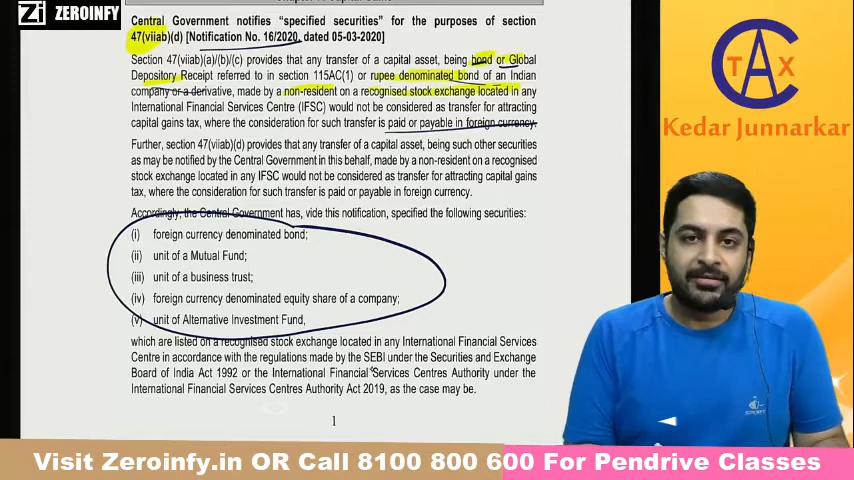 Zi ZEROINFY
Central Government notifies "specified securities" for the purposes of section
47(viiab)(d) [Notification No. 16/2020, dated 05-03-2020]
Section 47(viiab)(a)/(b)/(c) provides that any transfer of a capital asset, being bond or Global
Depository Receipt referred to in section 115AC(1) or rupee denominated bond of an Indian
company or a derivative, made by a non-resident on a recognised stock exchange located in any
International Financial Services Centre (IFSC) would not be considered as transfer for attracting
capital gains tax, where the consideration for such transfer is paid or payable in foreign currency.
Further, section 47(viiab)(d) provides that any transfer of a capital asset, being such other securities
as may be notified by the Central Government in this behalf, made by a non-resident on a recognised
stock exchange located in any IFSC would not be considered as transfer for attracting capital gains
tax, where the consideration for such transfer is paid or payable in foreign currency.
Accordingly, the Central Government has, vide this notification, specified the following securities:
(i) foreign currency denominated bond;
(ii) unit of a Mutual Fund;
(iii) unit of a business trust;
(iv) foreign currency denominated equity share of a company;
(v) unit of Alternative Investment Fund,
which are listed on a recognised stock exchange located in any International Financial Services
Centre in accordance with the regulations made by the SEBI under the Securities and Exchange
Board of India Act 1992 or the International Financial Services Centres Authority under the
International Financial Services Centres Authority Act 2019, as the case may be.
1
CA
TAX
Kedar Junnarkar
Visit Zeroinfy.in OR Call 8100 800 600 For Pendrive Classes